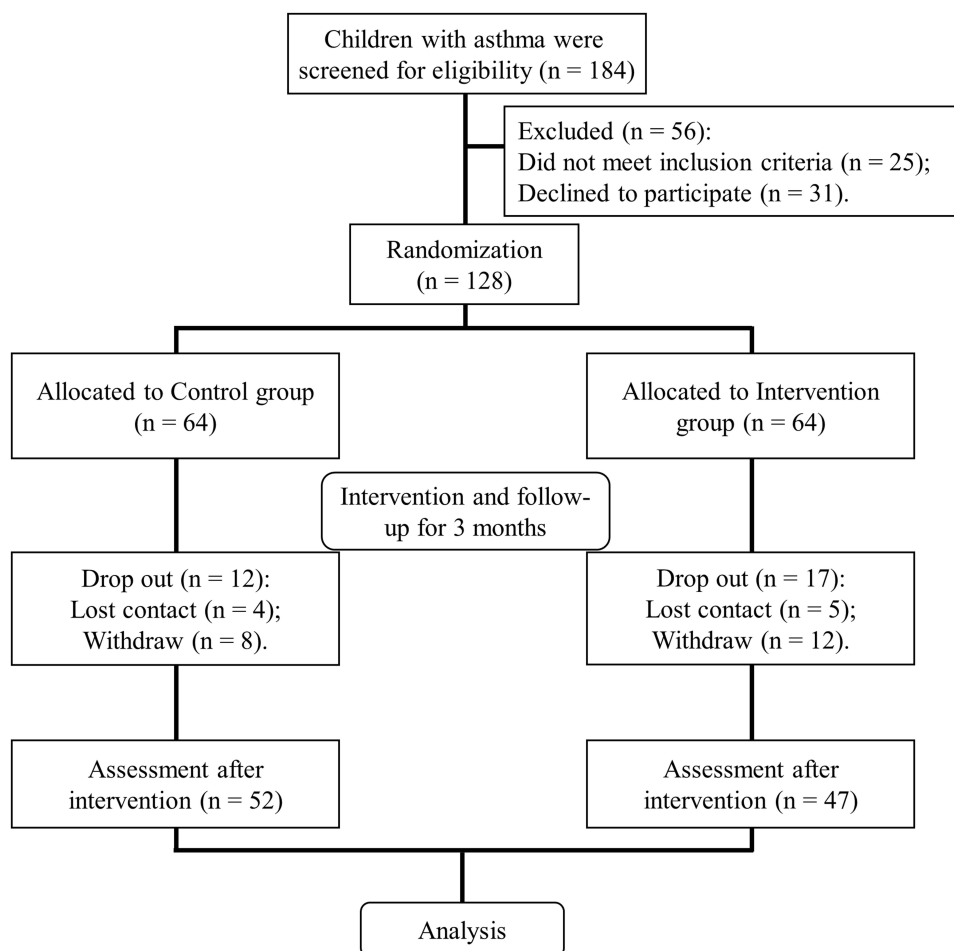 Children with asthma were
screened for eligibility (n = 184)
Excluded (n = 56):
Did not meet inclusion criteria (n = 25);
Declined to participate (n = 31).
Randomization
(n = 128)
Allocated to Control group
(n = 64)
Allocated to Intervention
group (n = 64)
Intervention and follow-
up for 3 months
Drop out (n = 12):
Lost contact (n = 4);
Withdraw (n = 8).
Drop out (n = 17):
Lost contact (n = 5);
Withdraw (n = 12).
Assessment after
intervention (n = 52)
Assessment after
intervention (n = 47)
Analysis